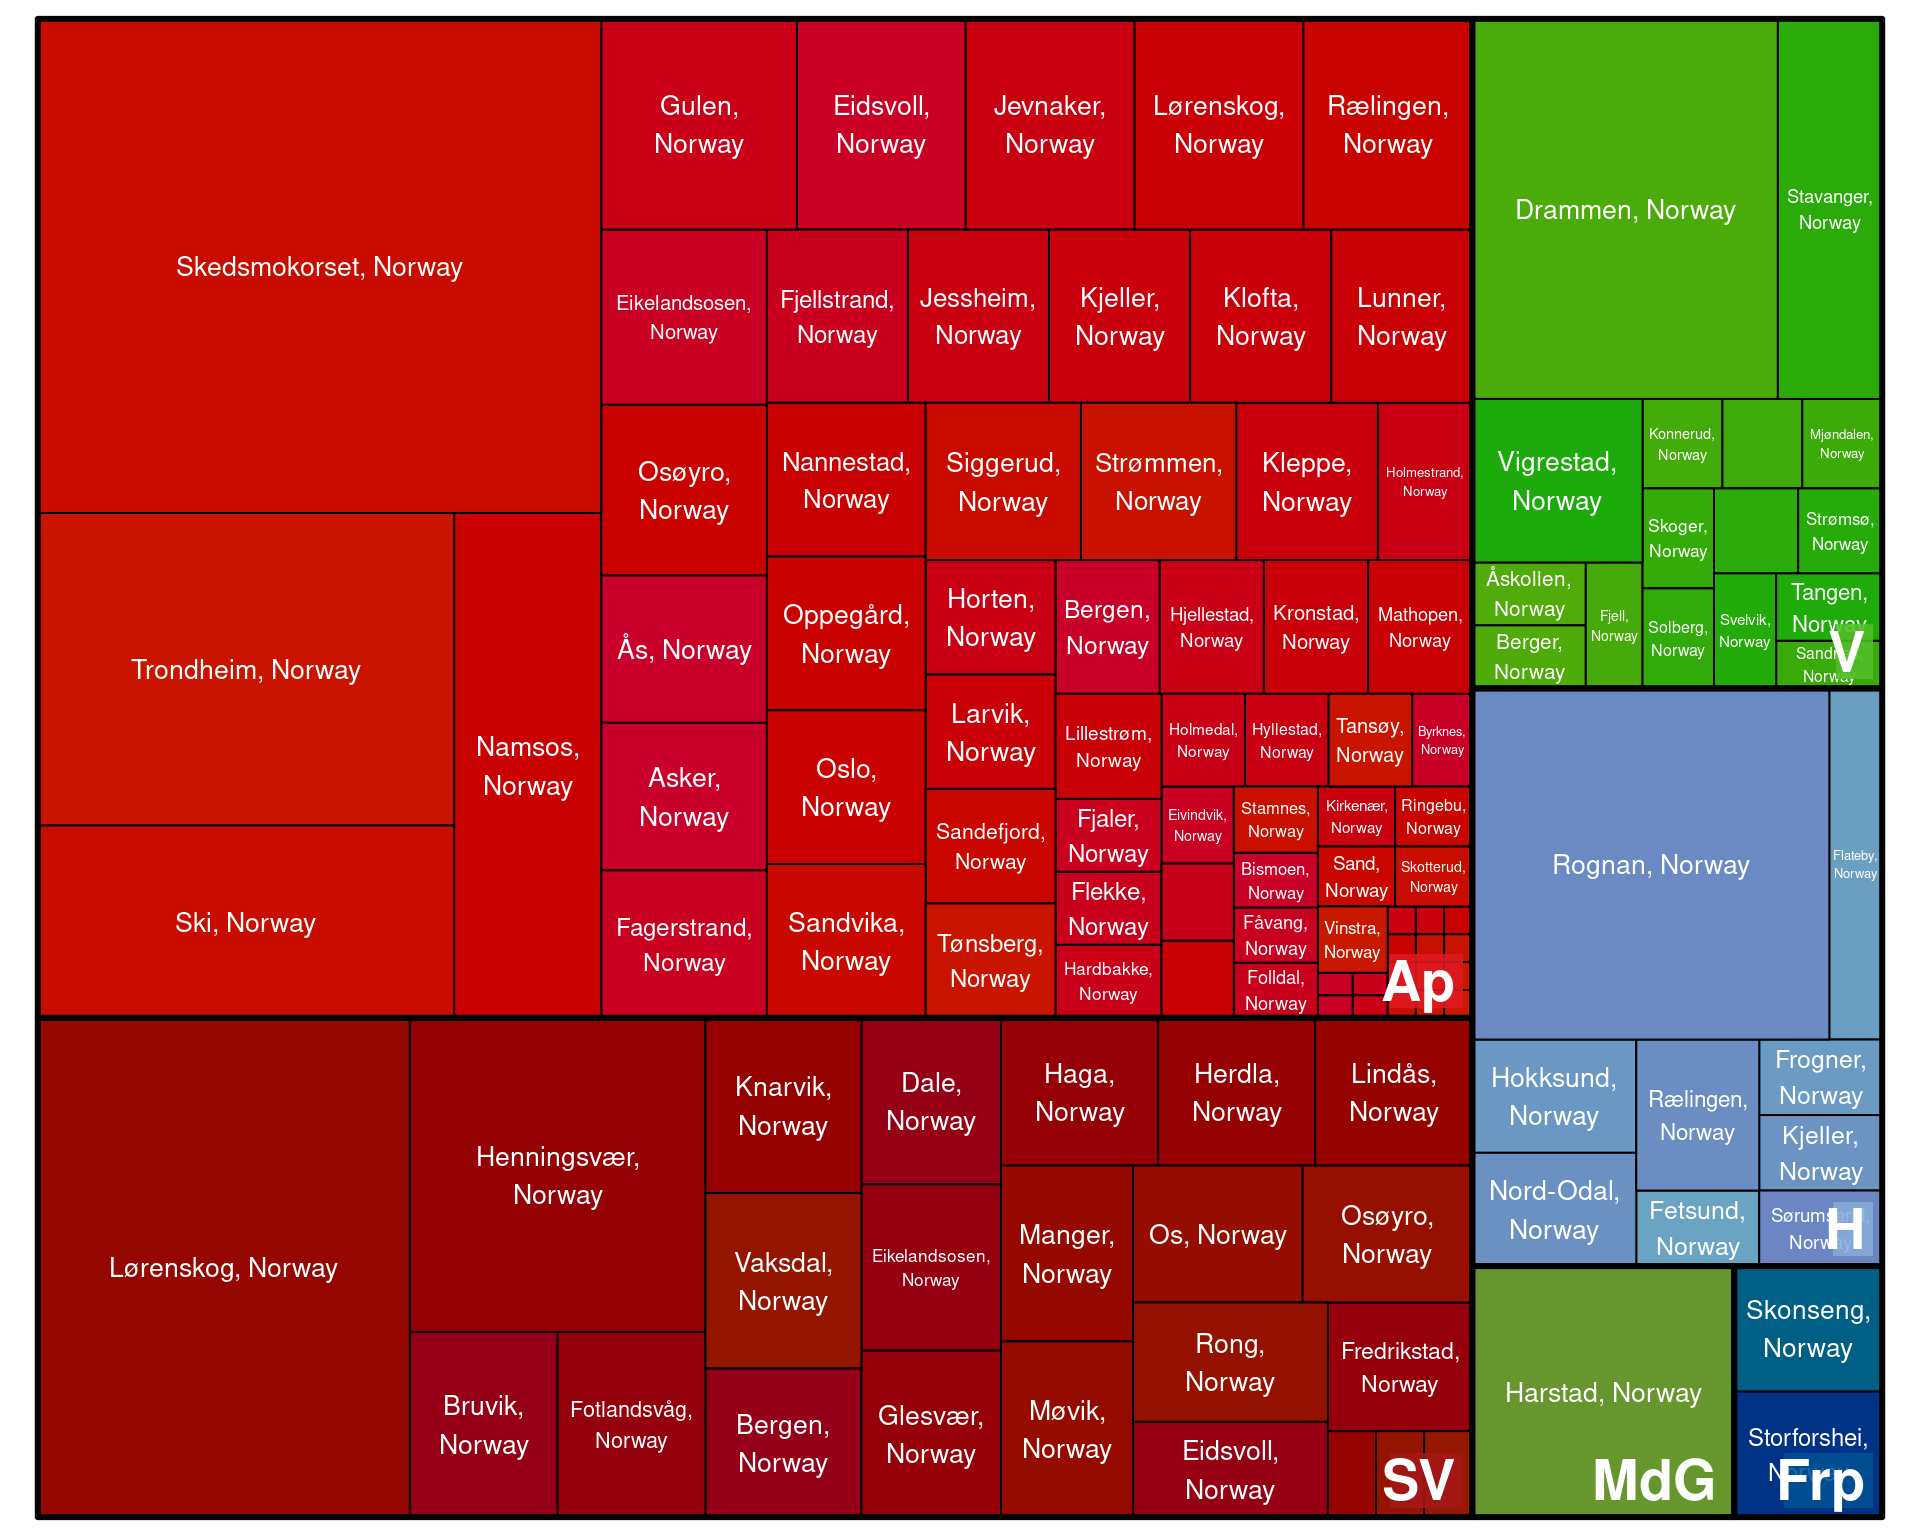 Skedsmokorset, Norway
Trondheim, Norway
Ski, Norway
Namsos,
Norway
Gulen,
Norway
Eidsvoll,
Norway
Jevnaker,
Norway
Lørenskog,
Norway
Rælingen,
Norway
Eikelandsosen,
Norway
Fjellstrand,
Norway
Jessheim,
Norway
Kjeller,
Norway
Klofta,
Norway
Lunner,
Norway
Osøyro,
Norway
Nannestad,
Norway
Siggerud,
Norway
Strømmen,
Norway
Kleppe,
Norway
Holmestrand,
Norway
Ås, Norway
Asker,
Norway
Fagerstrand,
Norway
Oppegård,
Norway
Oslo,
Norway
Sandvika,
Norway
Horten,
Norway
Larvik,
Norway
Sandefjord,
Norway
Tønsberg,
Norway
Bergen,
Norway
Hjellestad,
Norway
Kronstad,
Norway
Mathopen,
Norway
Lillestrøm,
Norway
Fjaler,
Norway
Flekke,
Norway
Hardbakke,
Norway
Holmedal,
Norway
Hyllestad,
Norway
Tansøy,
Norway
Byrknes,
Norway
Eivindvik,
Norway
Stamnes,
Norway
Bismoen,
Norway
Fåvang,
Norway
Folldal,
Norway
Kirkenær,
Norway
Ringebu,
Norway
Sand,
Norway
Skotterud,
Norway
Vinstra,
Norway
Ap
Lørenskog, Norway
Henningsvær,
Norway
Bruvik,
Norway
Fotlandsvåg,
Norway
Knarvik,
Norway
Vaksdal,
Norway
Bergen,
Norway
Dale,
Norway
Eikelandsosen,
Norway
Glesvær,
Norway
Haga,
Norway
Herdla,
Norway
Lindås,
Norway
Manger,
Norway
Møvik,
Norway
Os, Norway
Osøyro,
Norway
Rong,
Norway
Eidsvoll,
Norway
Fredrikstad,
Norway
SV
Drammen, Norway
Stavanger,
Norway
Vigrestad,
Norway
Konnerud,
Norway
Mjøndalen,
Norway
Skoger,
Norway
Strømsø,
Norway
Åskollen,
Norway
Berger,
Norway
Fjell,
Norway
Solberg,
Norway
Svelvik,
Norway
Tangen,
Norway
Norway
V
Rognan, Norway
Flateby,
Norway
Hokksund,
Norway
Nord-Odal,
Norway
Rælingen,
Norway
Fetsund,
Norway
Frogner,
Norway
Kjeller,
Norway
Norway
H
Harstad, Norway
MdG
Skonseng,
Norway
Storforshei,
Frp